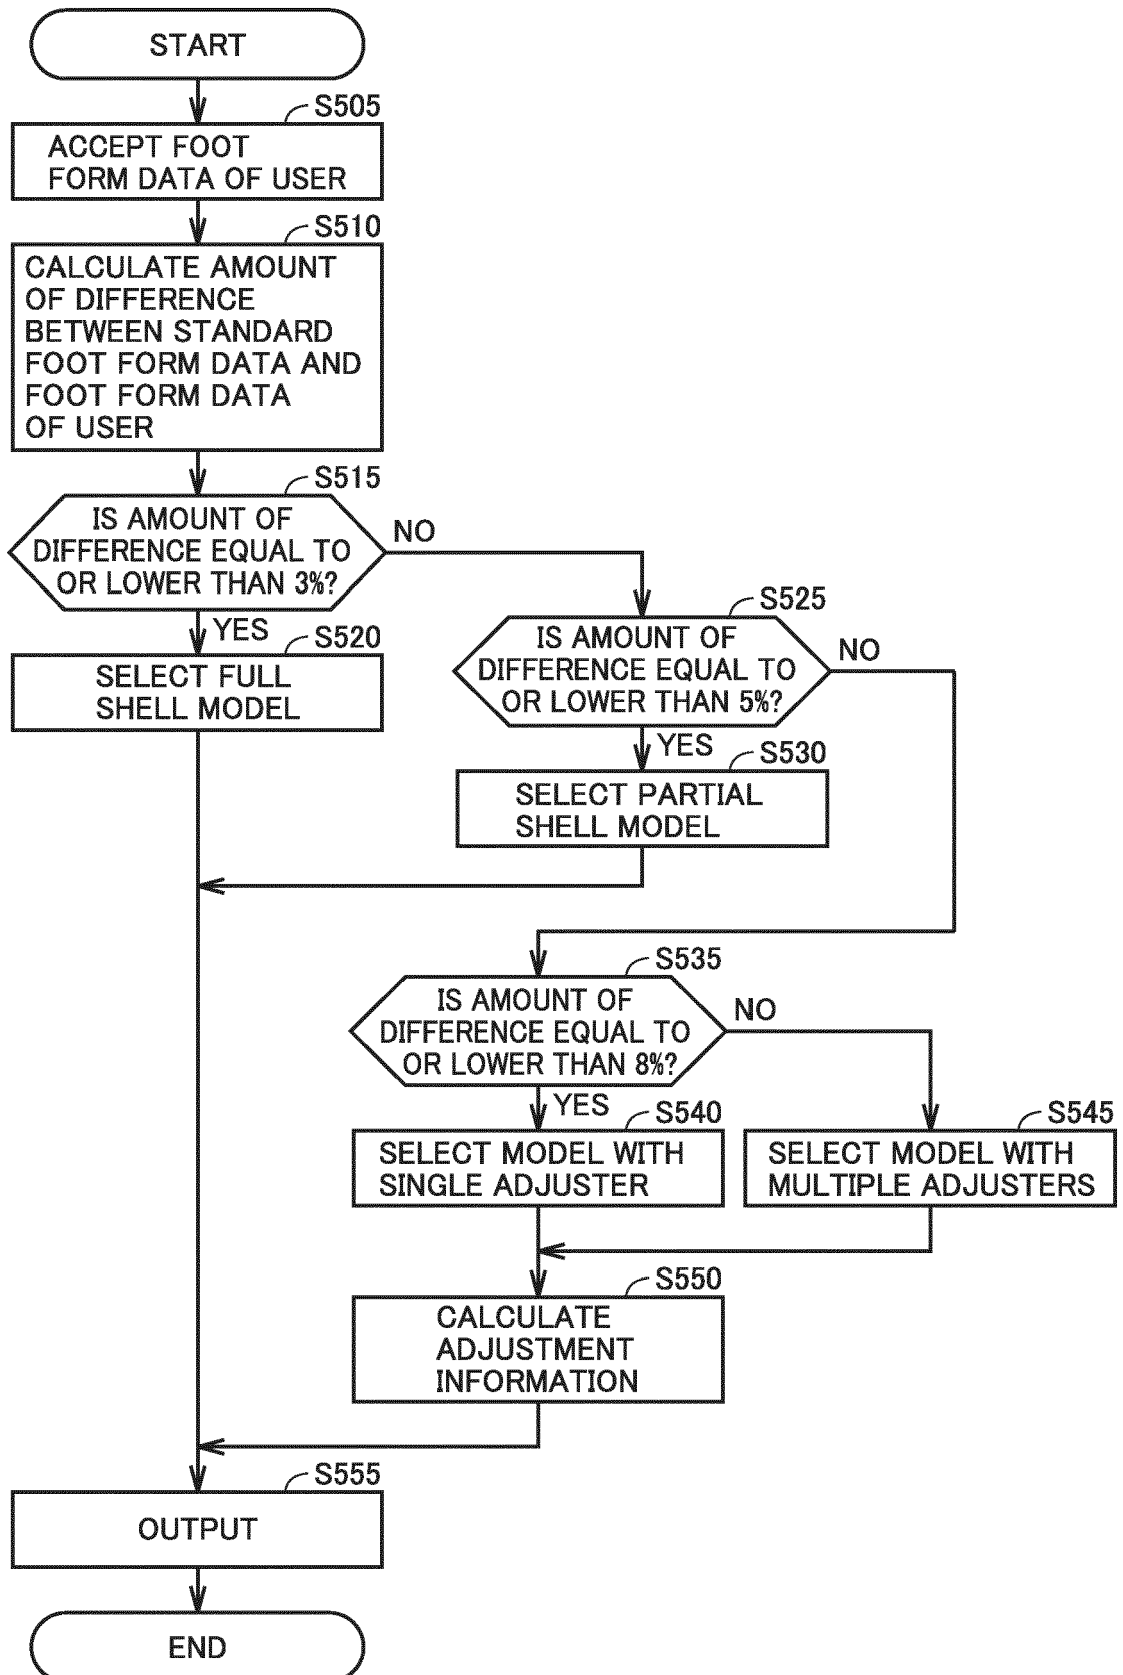 START
S505
ACCEPT FOOT
FORM DATA OF USER
S510
CALCULATE AMOUNT
OF DIFFERENCE
BETWEEN STANDARD
FOOT FORM DATA AND
FOOT FORM DATA
OF USER
S515
IS AMOUNT OF
DIFFERENCE EQUAL TO
OR LOWER THAN 3%?
NO
YES
S520
SELECT FULL
SHELL MODEL
S525
IS AMOUNT OF
DIFFERENCE EQUAL TO
OR LOWER THAN 5%?
NO
YES
S530
SELECT PARTIAL
SHELL MODEL
S535
IS AMOUNT OF
DIFFERENCE EQUAL TO
OR LOWER THAN 8%?
NO
YES
S540
SELECT MODEL WITH
SINGLE ADJUSTER
S545
SELECT MODEL WITH
MULTIPLE ADJUSTERS
S550
CALCULATE
ADJUSTMENT
INFORMATION
S555
OUTPUT
END